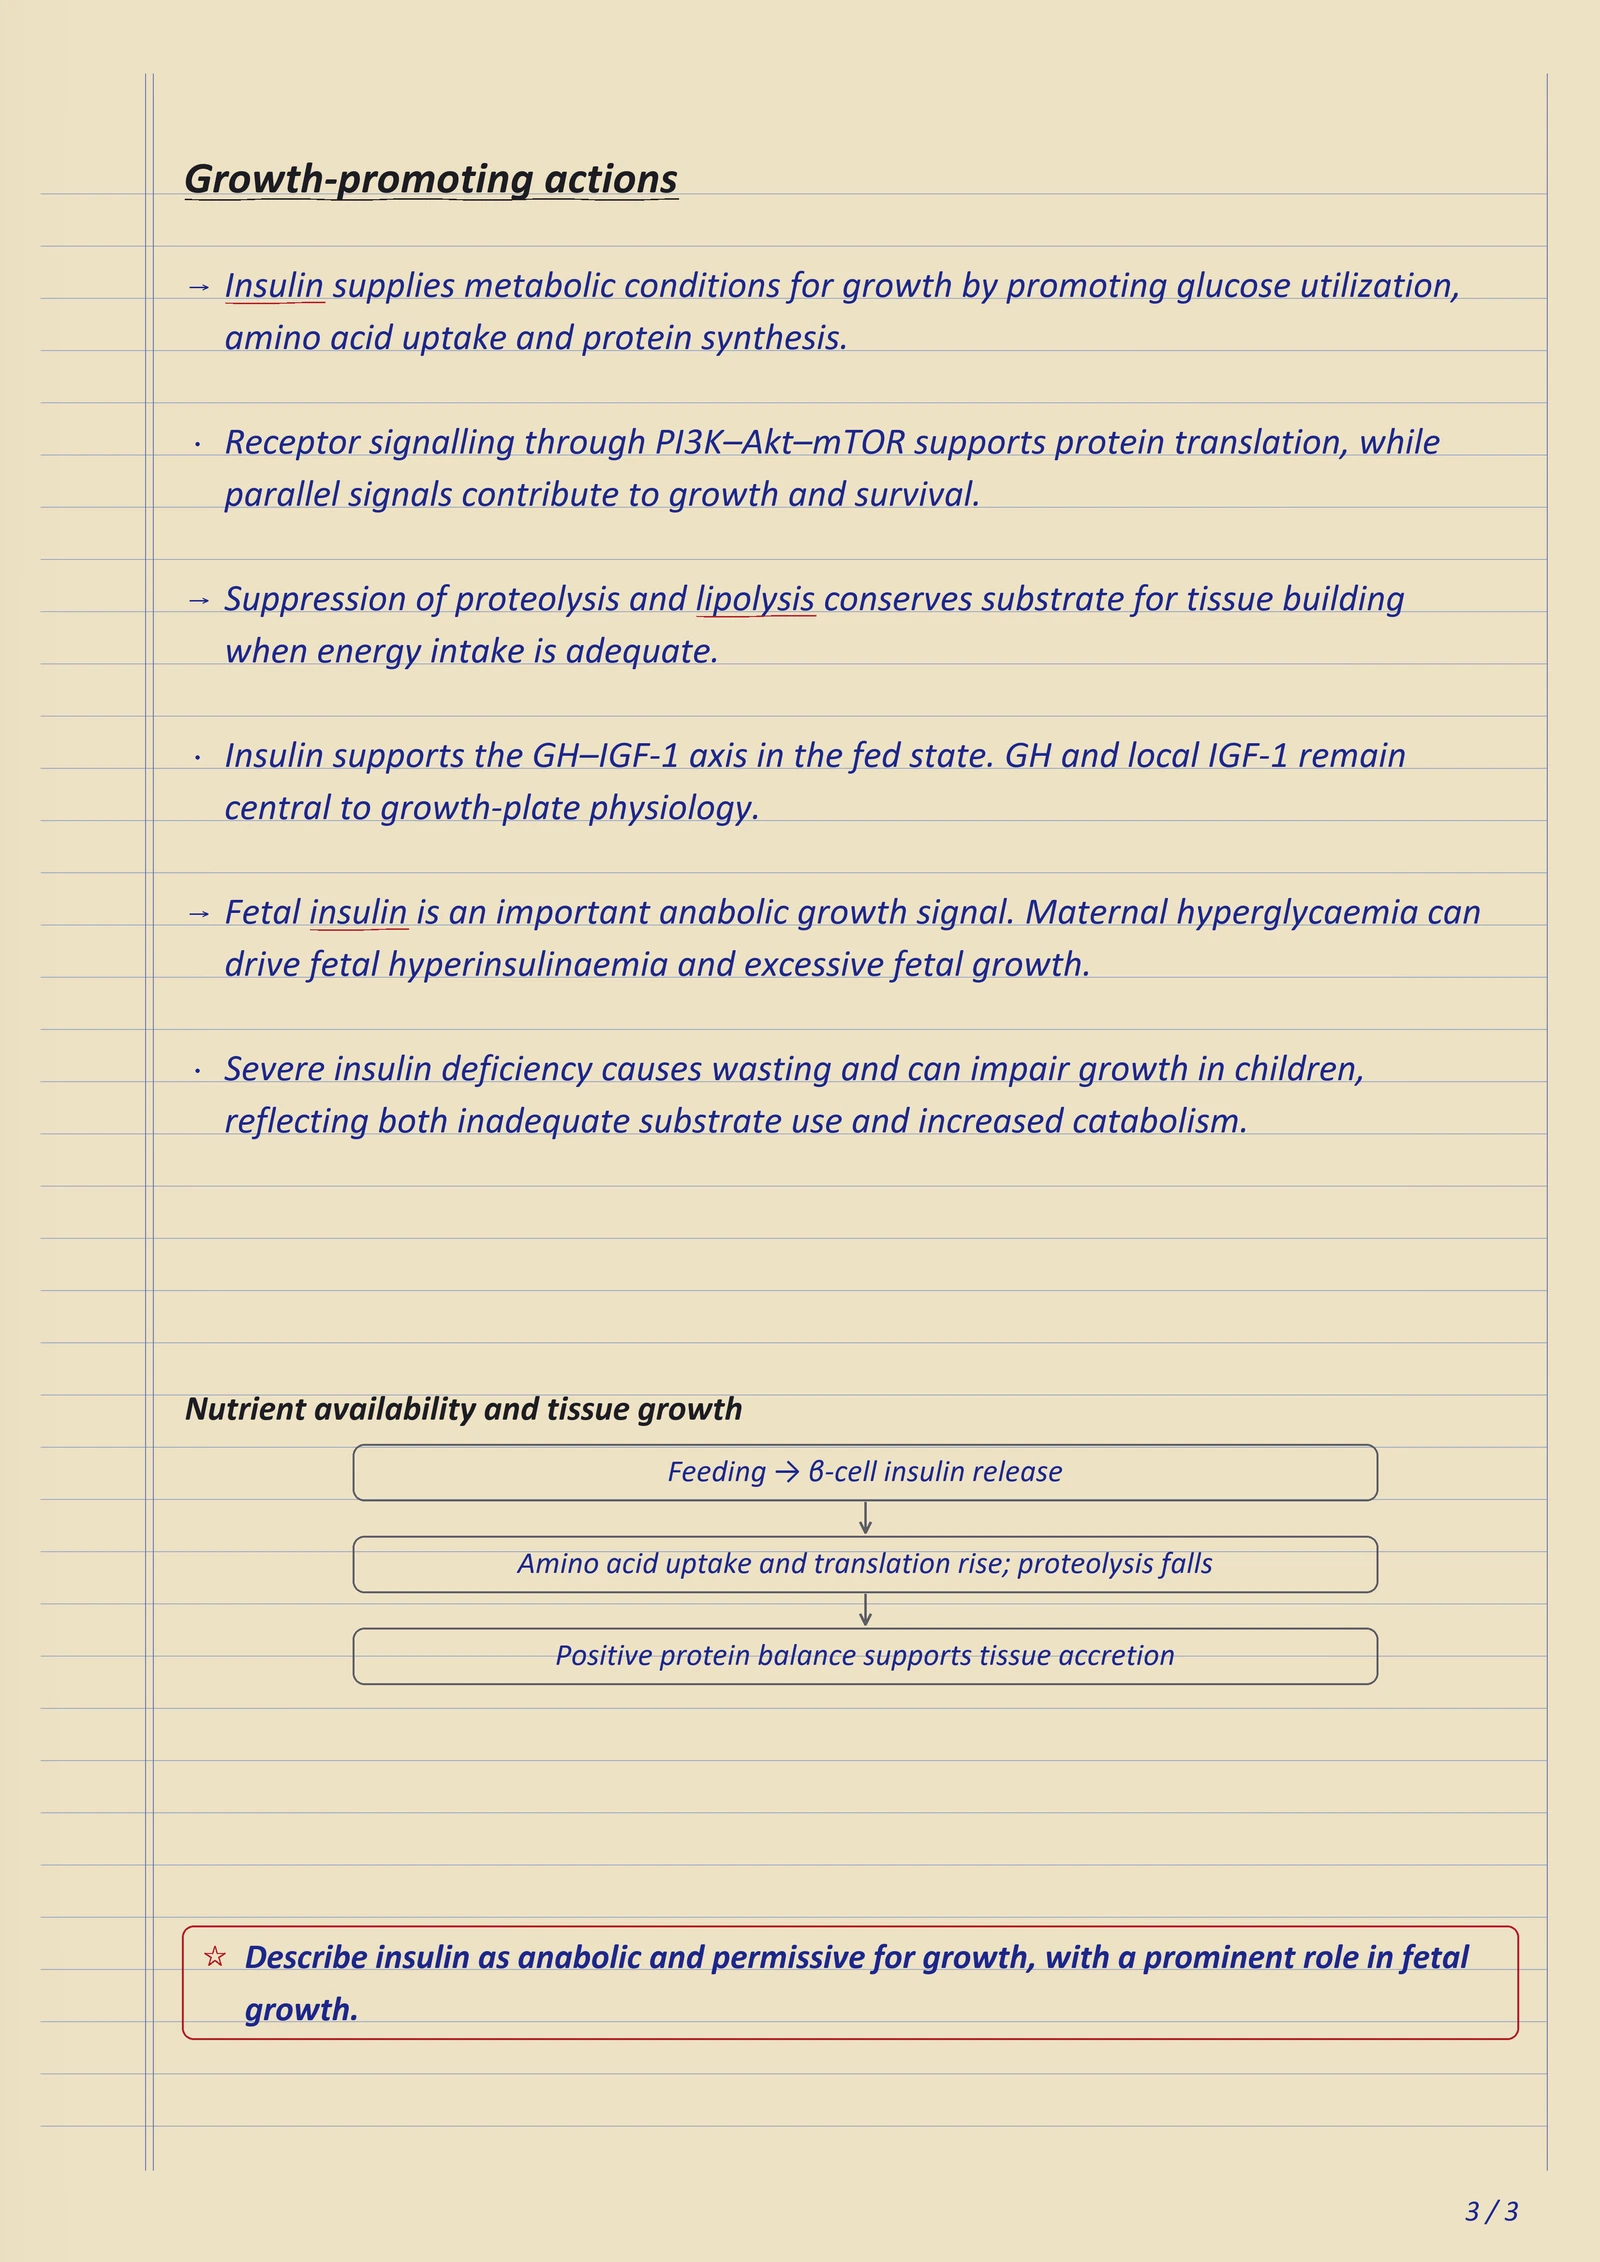 Growth-promoting actions
→ Insulin supplies metabolic conditions for growth by promoting glucose utilization,
amino acid uptake and protein synthesis.
· Receptor signalling through PI3K–Akt–mTOR supports protein translation, while
parallel signals contribute to growth and survival.
→ Suppression of proteolysis and lipolysis conserves substrate for tissue building
when energy intake is adequate.
· Insulin supports the GH–IGF-1 axis in the fed state. GH and local IGF-1 remain
central to growth-plate physiology.
→ Fetal insulin is an important anabolic growth signal. Maternal hyperglycaemia can
drive fetal hyperinsulinaemia and excessive fetal growth.
· Severe insulin deficiency causes wasting and can impair growth in children,
reflecting both inadequate substrate use and increased catabolism.
Nutrient availability and tissue growth
Feeding → β-cell insulin release
Amino acid uptake and translation rise; proteolysis falls
Positive protein balance supports tissue accretion
☆ Describe insulin as anabolic and permissive for growth, with a prominent role in fetal
growth.
3 / 3